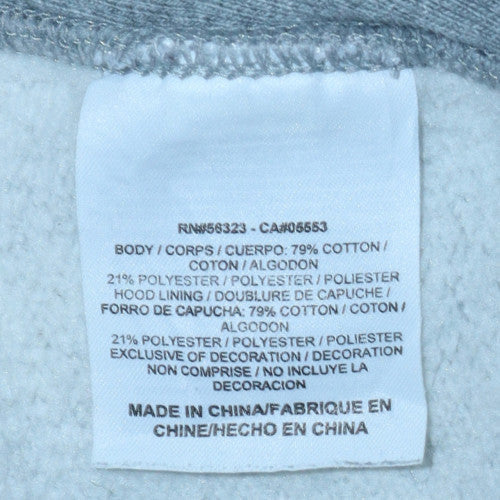 RN#56323 - CA#05553
BODY / CORPS / CUERPO: 79% COTTON /
COTON / ALGODON
21% POLYESTER / POLYESTER / POLIESTER
HOOD LINING / DOUBLURE DE CAPUCHE /
FORRO DE CAPUCHA: 79% COTTON / COTON /
ALGODON
21% POLYESTER / POLYESTER / POLIESTER
EXCLUSIVE OF DECORATION / DECORATION
NON COMPRISE / NO INCLUYE LA
DECORACION
MADE IN CHINA/FABRIQUE EN
CHINE/HECHO EN CHINA